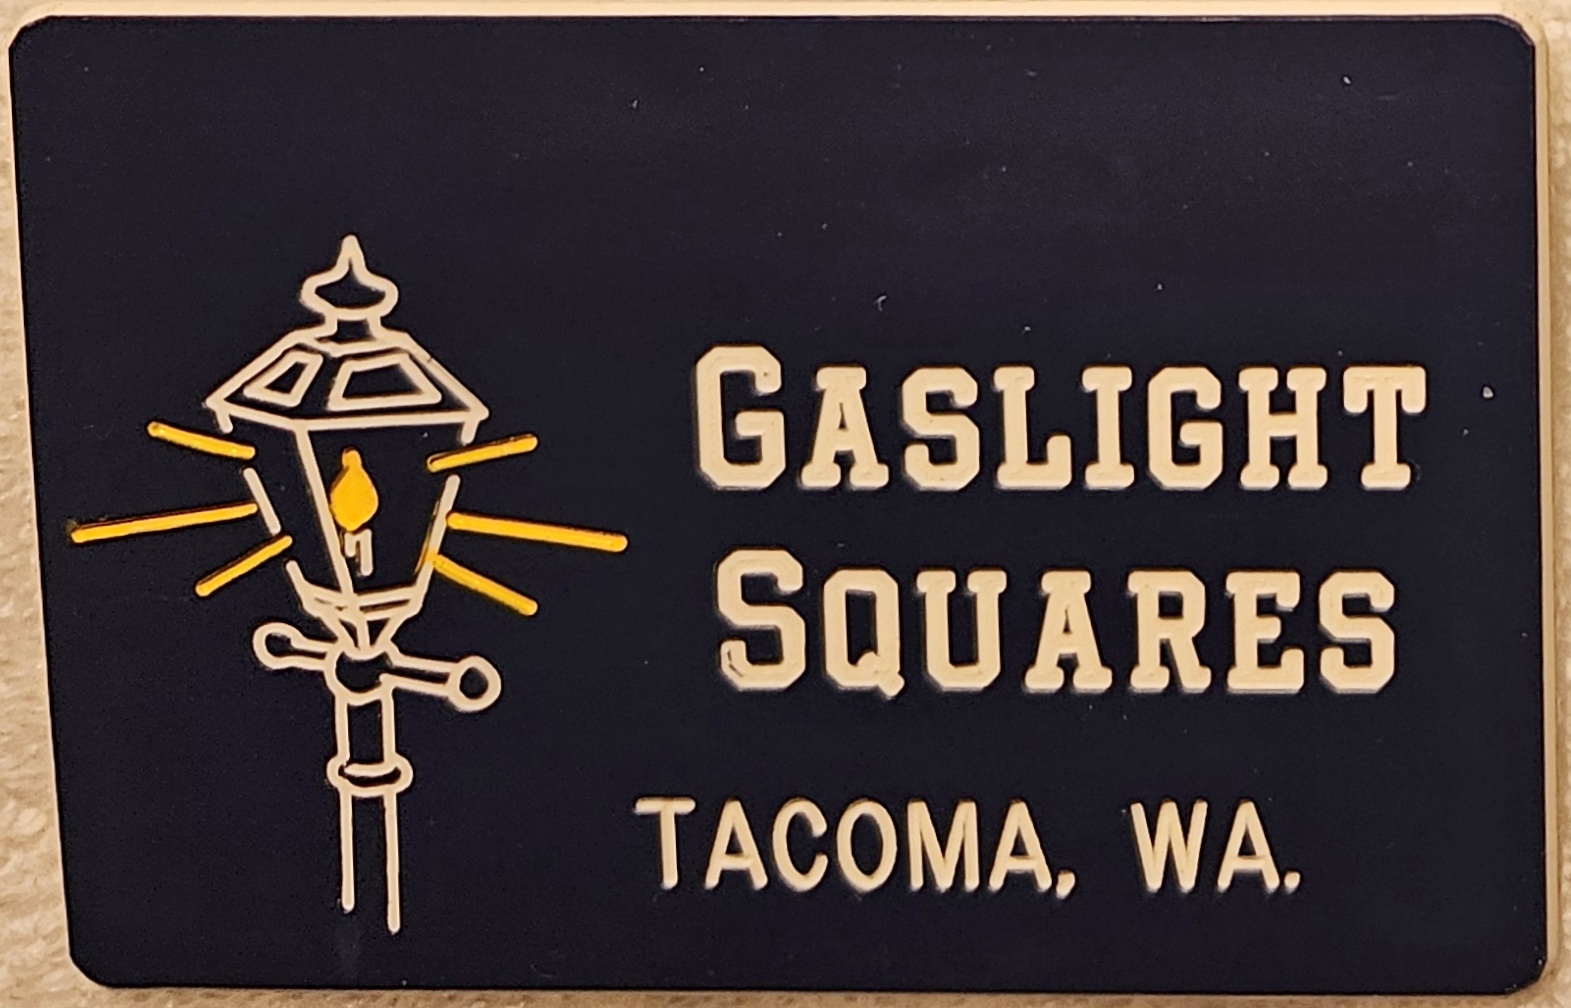 GASLIGHT
SQUARES
TACOMA, WA.